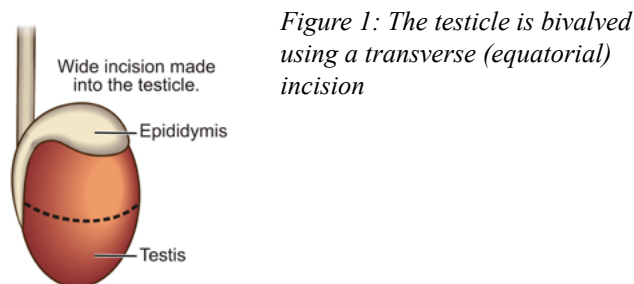 Figure 1: The testicle is bivalved
using a transverse (equatorial)
incision
Wide incision made
into the testicle.
Epididymis
Testis